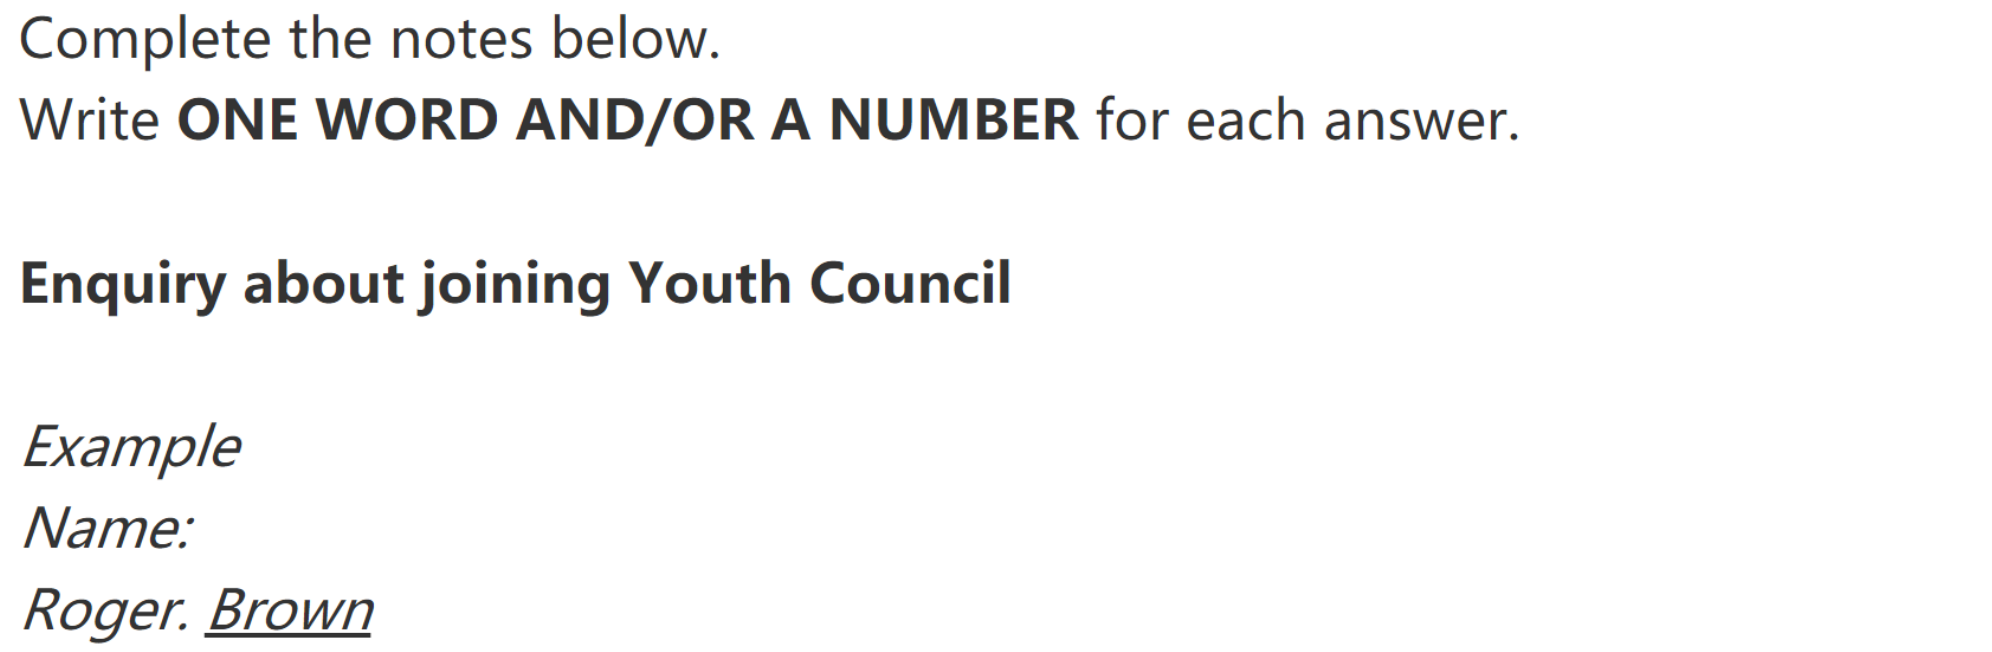 Complete the notes below.
Write ONE WORD AND/OR A NUMBER for each answer.
Enquiry about joining Youth Council
Example
Name:
Roger. Brown